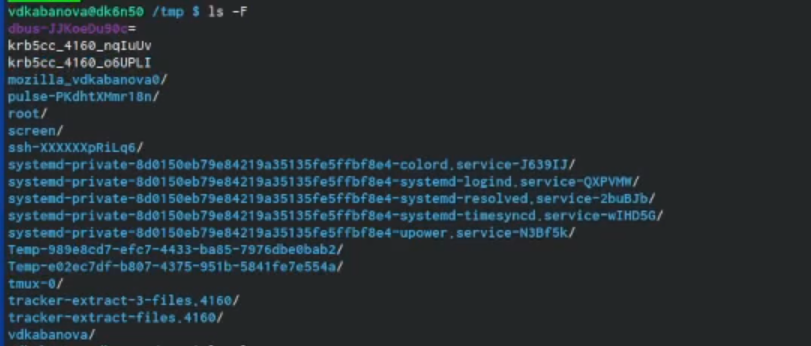 vdkabanova@dk6n50 /tmp $ ls -F
dbus-JJKoeDu90c=
krb5cc_4160_nqIuUv
krb5cc_4160_o6UPLI
mozilla_vdkabanova0/
pulse-PKdhtXMmr18n/
root/
screen/
ssh-XXXXXXpRiLq6/
systemd-private-8d0150eb79e84219a35135fe5ffbf8e4-colord.service-J639IJ/
systemd-private-8d0150eb79e84219a35135fe5ffbf8e4-systemd-logind.service-QXPVMW/
systemd-private-8d0150eb79e84219a35135fe5ffbf8e4-systemd-resolved.service-2buBJb/
systemd-private-8d0150eb79e84219a35135fe5ffbf8e4-systemd-timesyncd.service-wIHD5G/
systemd-private-8d0150eb79e84219a35135fe5ffbf8e4-upower.service-N3Bf5k/
Temp-989e8cd7-efc7-4433-ba85-7976dbe0bab2/
Temp-e02ec7df-b807-4375-951b-5841fe7e554a/
tmux-0/
tracker-extract-3-files.4160/
tracker-extract-files.4160/
vdkabanova/